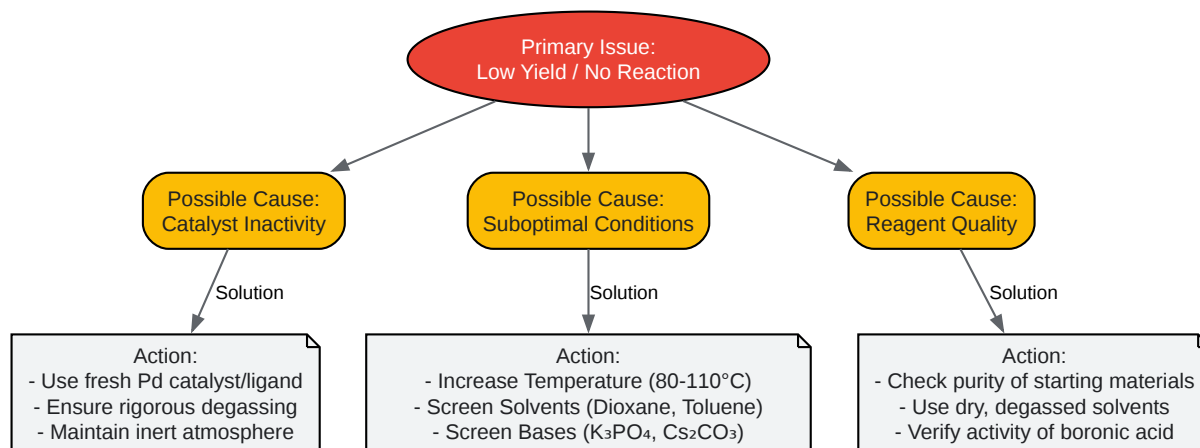 Primary Issue:
Low Yield / No Reaction
Possible Cause:
Catalyst Inactivity
Possible Cause:
Suboptimal Conditions
Possible Cause:
Reagent Quality
Solution
Solution
Solution
Action:
- Use fresh Pd catalyst/ligand
- Ensure rigorous degassing
- Maintain inert atmosphere
Action:
- Increase Temperature (80-110°C)
- Screen Solvents (Dioxane, Toluene)
- Screen Bases (K₃PO₄, Cs₂CO₃)
Action:
- Check purity of starting materials
- Use dry, degassed solvents
- Verify activity of boronic acid